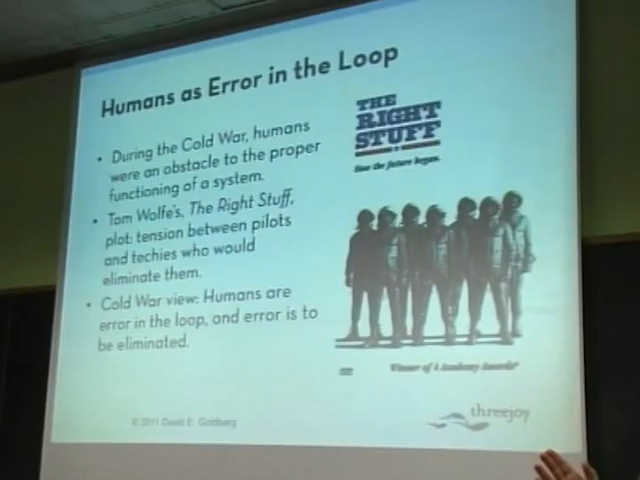 Humans as Error in the Loop
• During the Cold War, humans
were an obstacle to the proper
functioning of a system.
• Tom Wolfe's, The Right Stuff,
plot: tension between pilots
and techies who would
eliminate them.
• Cold War view: Humans are
error in the loop, and error is to
be eliminated.
THE
RIGHT
STUFF
How the future began.
Winner of 4 Academy Awards
© 2011 David E. Goldberg
threejoy